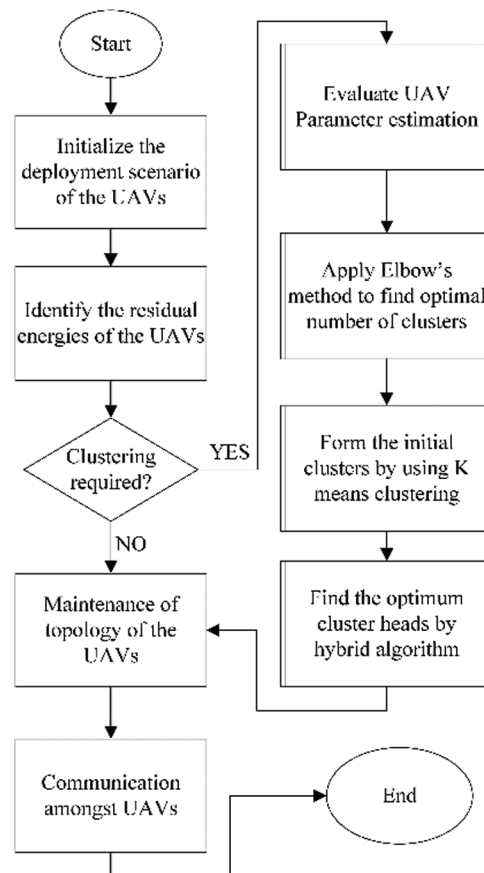 Start
Initialize the
deployment scenario
of the UAVs
Identify the residual
energies of the UAVs
Clustering
required?
YES
NO
Maintenance of
topology of the
UAVs
Communication
amongst UAVs
Evaluate UAV
Parameter estimation
Apply Elbow's
method to find optimal
number of clusters
Form the initial
clusters by using K
means clustering
Find the optimum
cluster heads by
hybrid algorithm
End